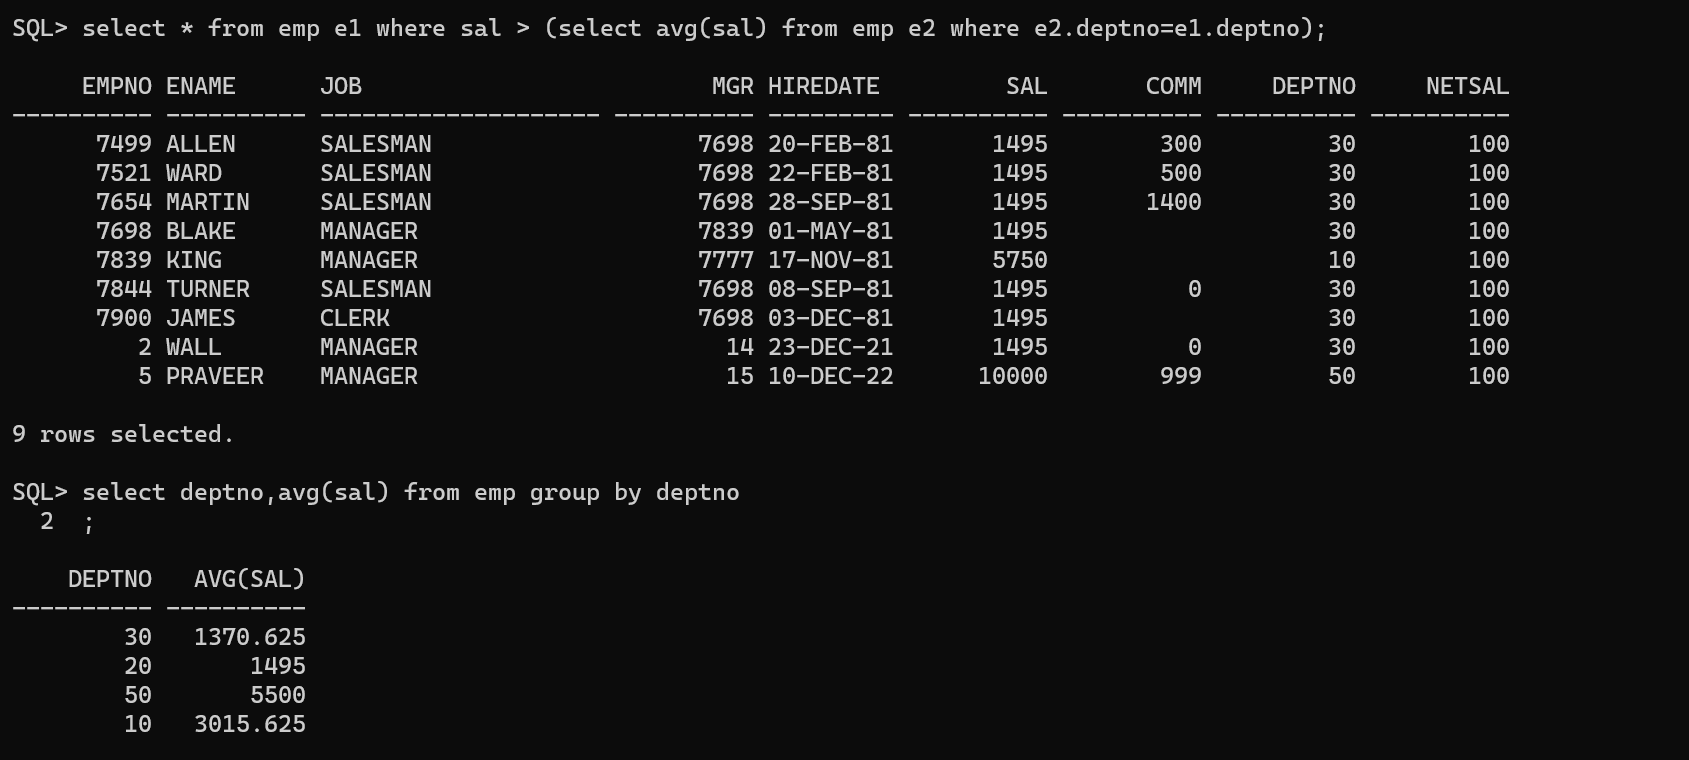 SQL> select * from emp e1 where sal > (select avg(sal) from emp e2 where e2.deptno=e1.deptno);
     EMPNO ENAME      JOB                         MGR HIREDATE         SAL       COMM     DEPTNO     NETSAL
---------- ---------- -------------------- ---------- --------- ---------- ---------- ---------- ----------
      7499 ALLEN      SALESMAN                   7698 20-FEB-81       1495        300         30        100
      7521 WARD       SALESMAN                   7698 22-FEB-81       1495        500         30        100
      7654 MARTIN     SALESMAN                   7698 28-SEP-81       1495       1400         30        100
      7698 BLAKE      MANAGER                    7839 01-MAY-81       1495                    30        100
      7839 KING       MANAGER                    7777 17-NOV-81       5750                    10        100
      7844 TURNER     SALESMAN                   7698 08-SEP-81       1495          0         30        100
      7900 JAMES      CLERK                      7698 03-DEC-81       1495                    30        100
         2 WALL       MANAGER                      14 23-DEC-21       1495          0         30        100
         5 PRAVEER    MANAGER                      15 10-DEC-22      10000        999         50        100
9 rows selected.
SQL> select deptno,avg(sal) from emp group by deptno
  2  ;
    DEPTNO   AVG(SAL)
---------- ----------
        30   1370.625
        20       1495
        50       5500
        10   3015.625